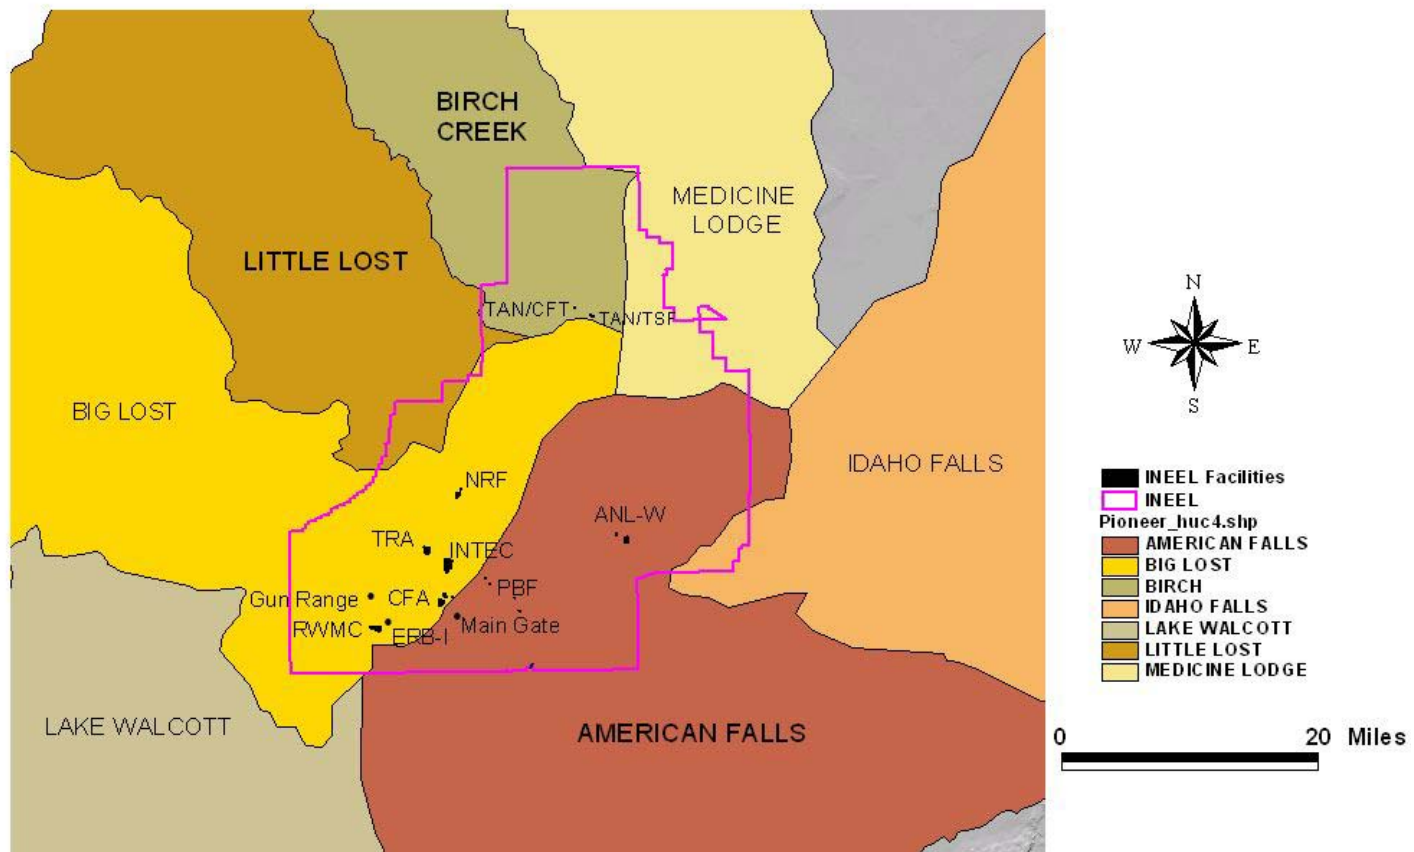 BIRCH
CREEK
MEDICINE
LODGE
LITTLE LOST
TAN/CFT
TAN/TSF
BIG LOST
IDAHO FALLS
NRF
ANL-W
TRA
INTEC
PBF
Gun Range
CFA
Main Gate
RWMC
ERB-I
LAKE WALCOTT
AMERICAN FALLS
N
W
E
S
INEEL Facilities
INEEL
Pioneer_huc4.shp
AMERICAN FALLS
BIG LOST
BIRCH
IDAHO FALLS
LAKE WALCOTT
LITTLE LOST
MEDICINE LODGE
0 20 Miles